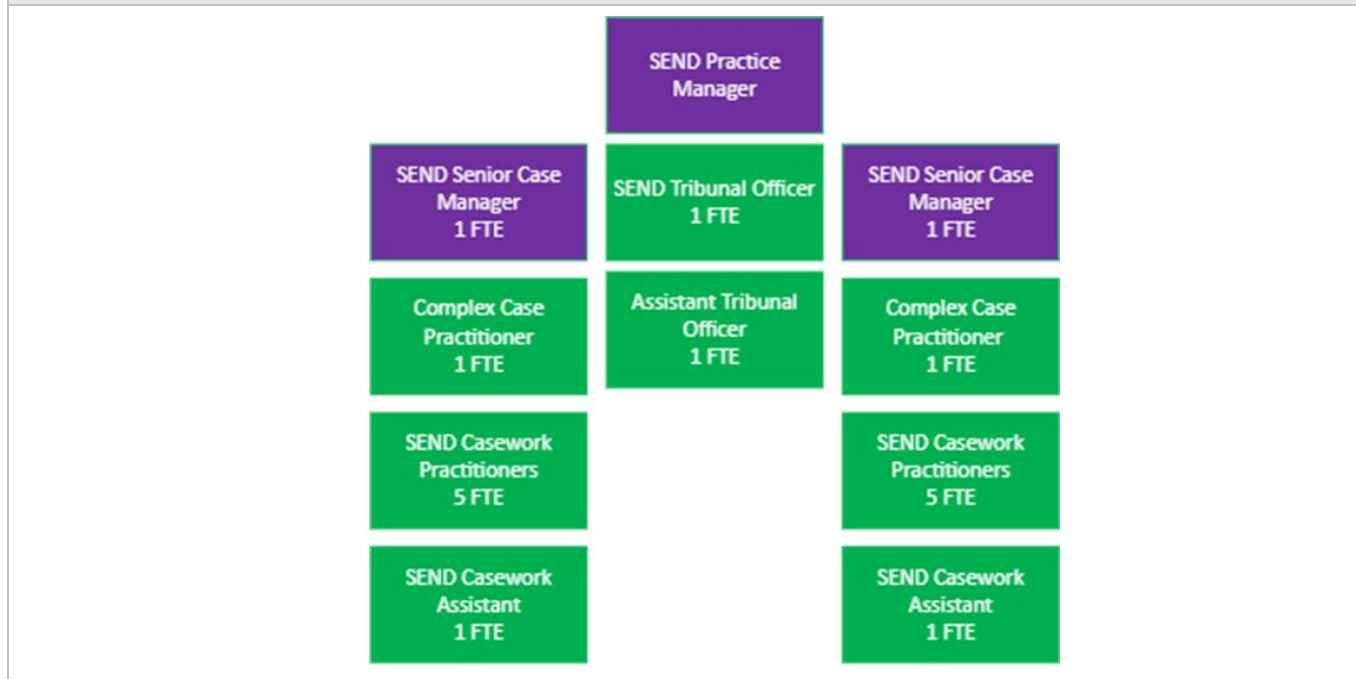 SEND Practice
Manager
SEND Senior Case
Manager
1 FTE
SEND Tribunal Officer
1 FTE
SEND Senior Case
Manager
1 FTE
Complex Case
Practitioner
1 FTE
Assistant Tribunal
Officer
1 FTE
Complex Case
Practitioner
1 FTE
SEND Casework
Practitioners
5 FTE
SEND Casework
Practitioners
5 FTE
SEND Casework
Assistant
1 FTE
SEND Casework
Assistant
1 FTE